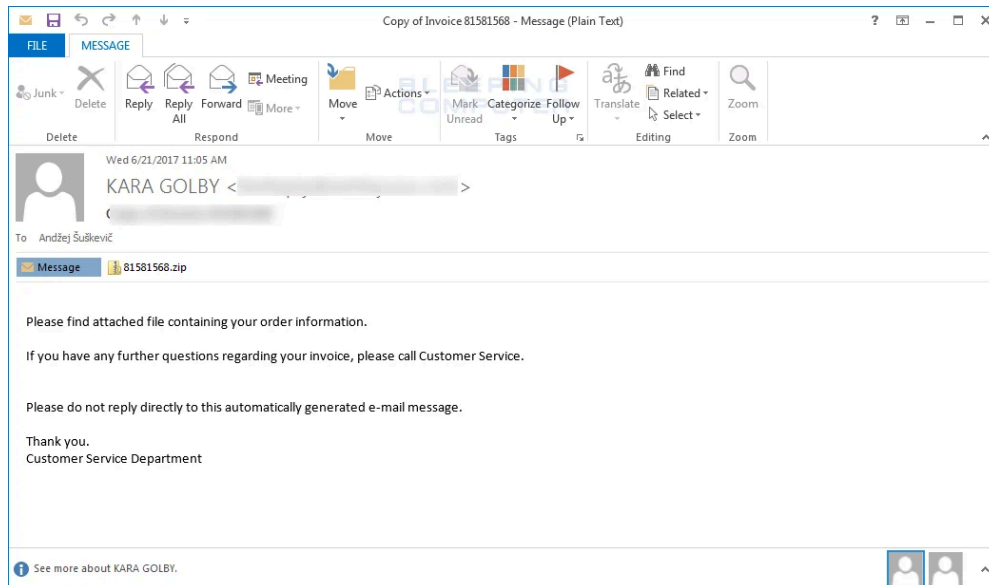 Copy of Invoice 81581568 - Message (Plain Text)
FILE
MESSAGE
Junk
Delete
Reply
Reply All
Forward
Meeting
More
Move
Actions
Mark Unread
Categorize
Follow Up
Translate
Find
Related
Select
Zoom
BLEEPING
COMPUTER
Delete
Respond
Move
Tags
Editing
Zoom
Wed 6/21/2017 11:05 AM
KARA GOLBY < >
To Andžej Šuškevič
Message
81581568.zip
Please find attached file containing your order information.
If you have any further questions regarding your invoice, please call Customer Service.
Please do not reply directly to this automatically generated e-mail message.
Thank you.
Customer Service Department
See more about KARA GOLBY.